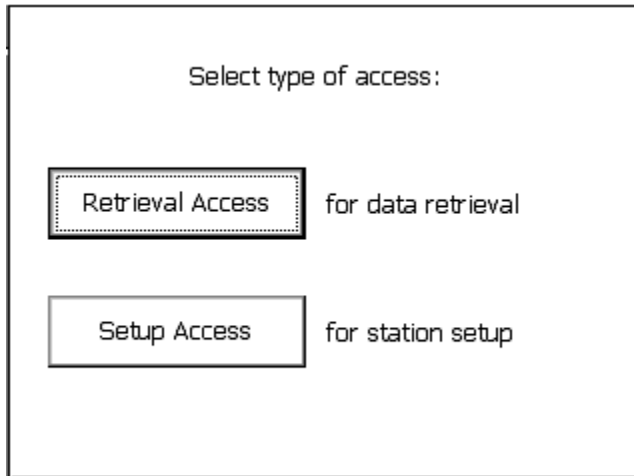 Select type of access:
Retrieval Access for data retrieval
Setup Access for station setup